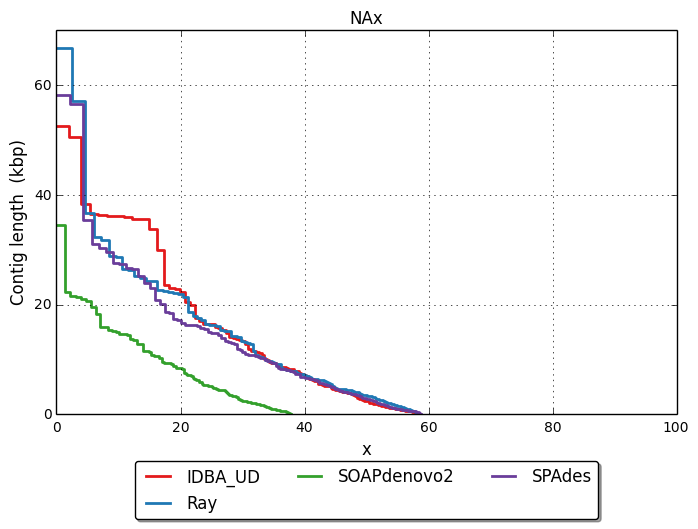 NAx
60
40
20
0
Contig length (kbp)
0 20 40 60 80 100
x
IDBA_UD SOAPdenovo2 SPAdes
Ray